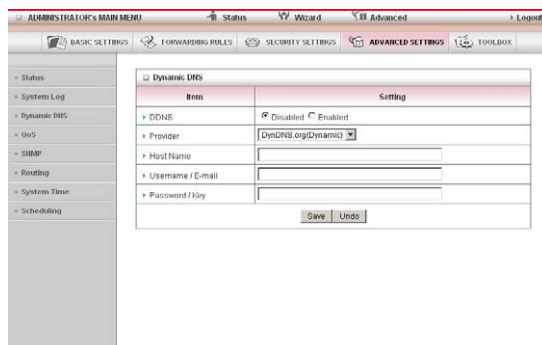 ADMINISTRATOR's MAIN MENU Status Wizard Advanced Logout
BASIC SETTINGS FORWARDING RULES SECURITY SETTINGS ADVANCED SETTINGS TOOLBOX
Status
System Log
Dynamic DNS
QoS
SNMP
Routing
System Time
Scheduling
Dynamic DNS
Item Setting
DDNS Disabled Enabled
Provider DynDNS.org(Dynamic)
Host Name
Username / E-mail
Password / Key
Save Undo